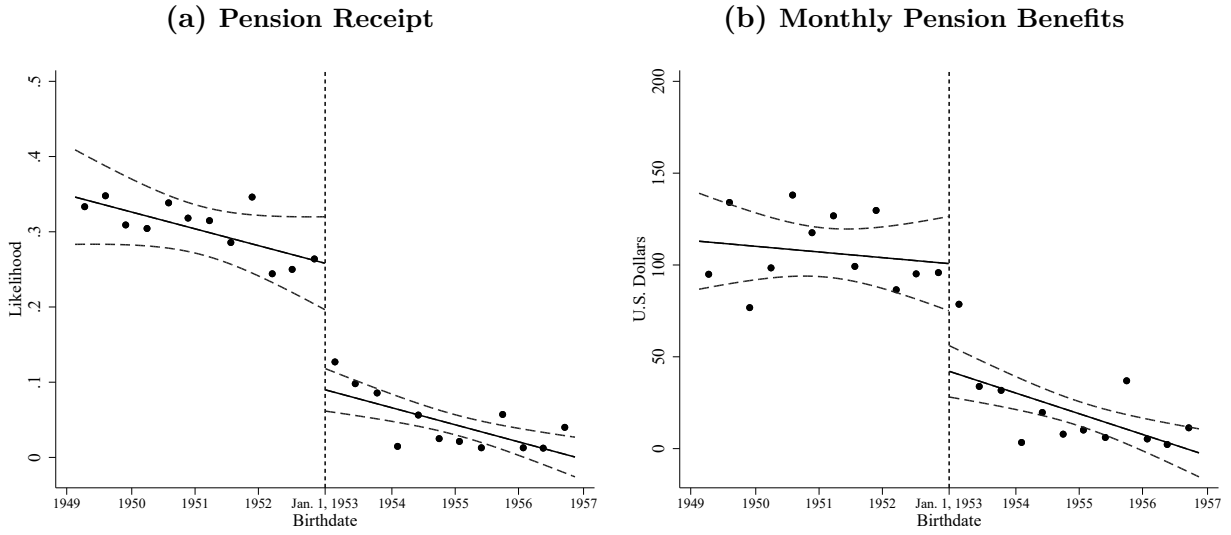 (a) Pension Receipt
Likelihood
.5
.4
.3
.2
.1
0
1949 1950 1951 1952 Jan. 1, 1953 1954 1955 1956 1957
Birthdate
(b) Monthly Pension Benefits
U.S. Dollars
200
150
100
50
0
1949 1950 1951 1952 Jan. 1, 1953 1954 1955 1956 1957
Birthdate